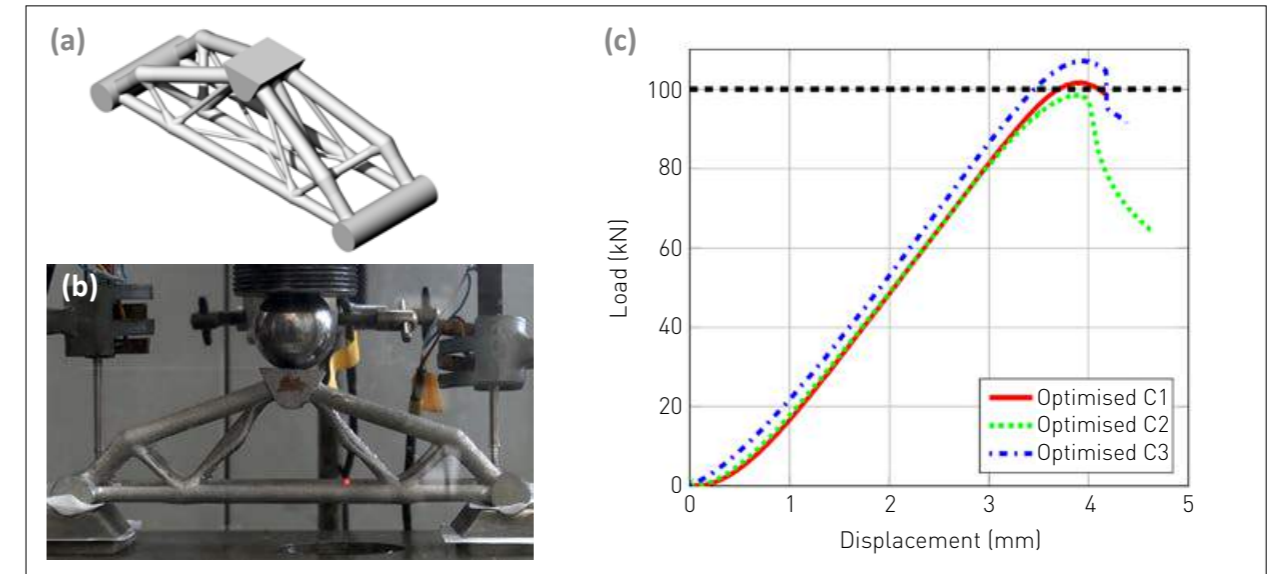 (a)
(b)
(c)
100
80
60
40
20
0
0 1 2 3 4 5
Load (kN)
Displacement (mm)
Optimised C1
Optimised C2
Optimised C3